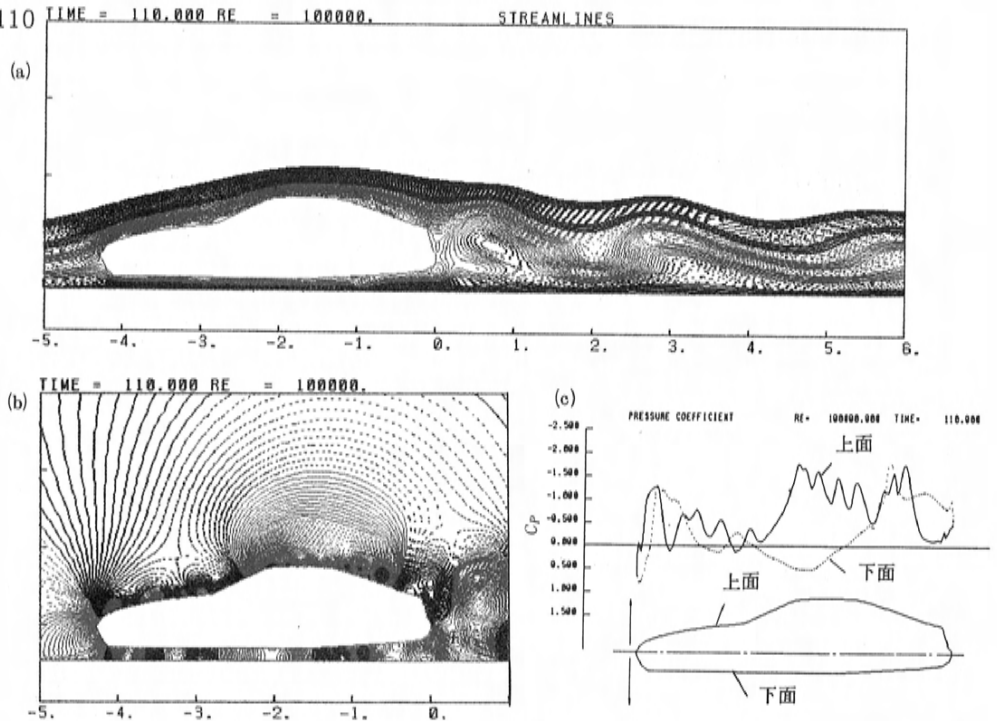 110 TIME = 110.000 RE = 100000. STREAMLINES
(a)
-5. -4. -3. -2. -1. 0. 1. 2. 3. 4. 5. 6.
(b)
TIME = 110.000 RE = 100000.
-5. -4. -3. -2. -1. 0.
(c)
PRESSURE COEFFICIENT RE= 100000.000 TIME= 110.000
-2.500
-2.000
-1.500
-1.000
-0.500
0.000
0.500
1.000
1.500
CP
上面
下面
上面
下面